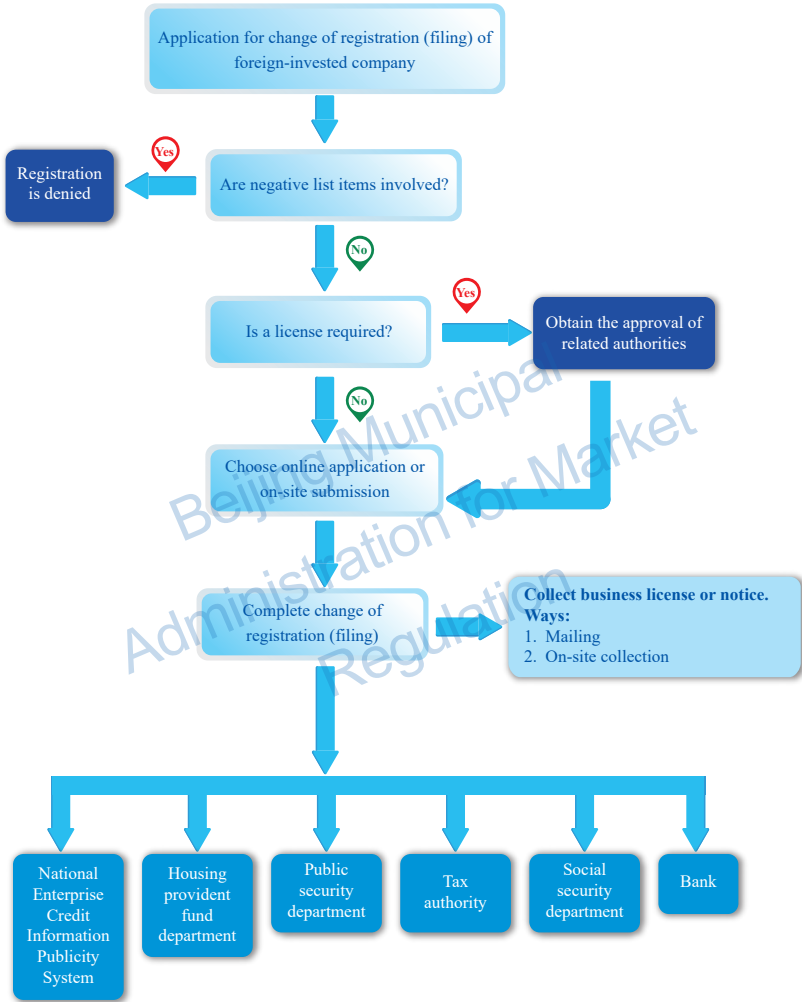 Application for change of registration (filing) of
foreign-invested company
Yes
Registration
is denied
Are negative list items involved?
No
Yes
Is a license required?
Obtain the approval of
related authorities
No
Choose online application or
on-site submission
Complete change of
registration (filing)
Collect business license or notice.
Ways:
1. Mailing
2. On-site collection
Beijing Municipal
Administration for Market
Regulation
National
Enterprise
Credit
Information
Publicity
System
Housing
provident
fund
department
Public
security
department
Tax
authority
Social
security
department
Bank